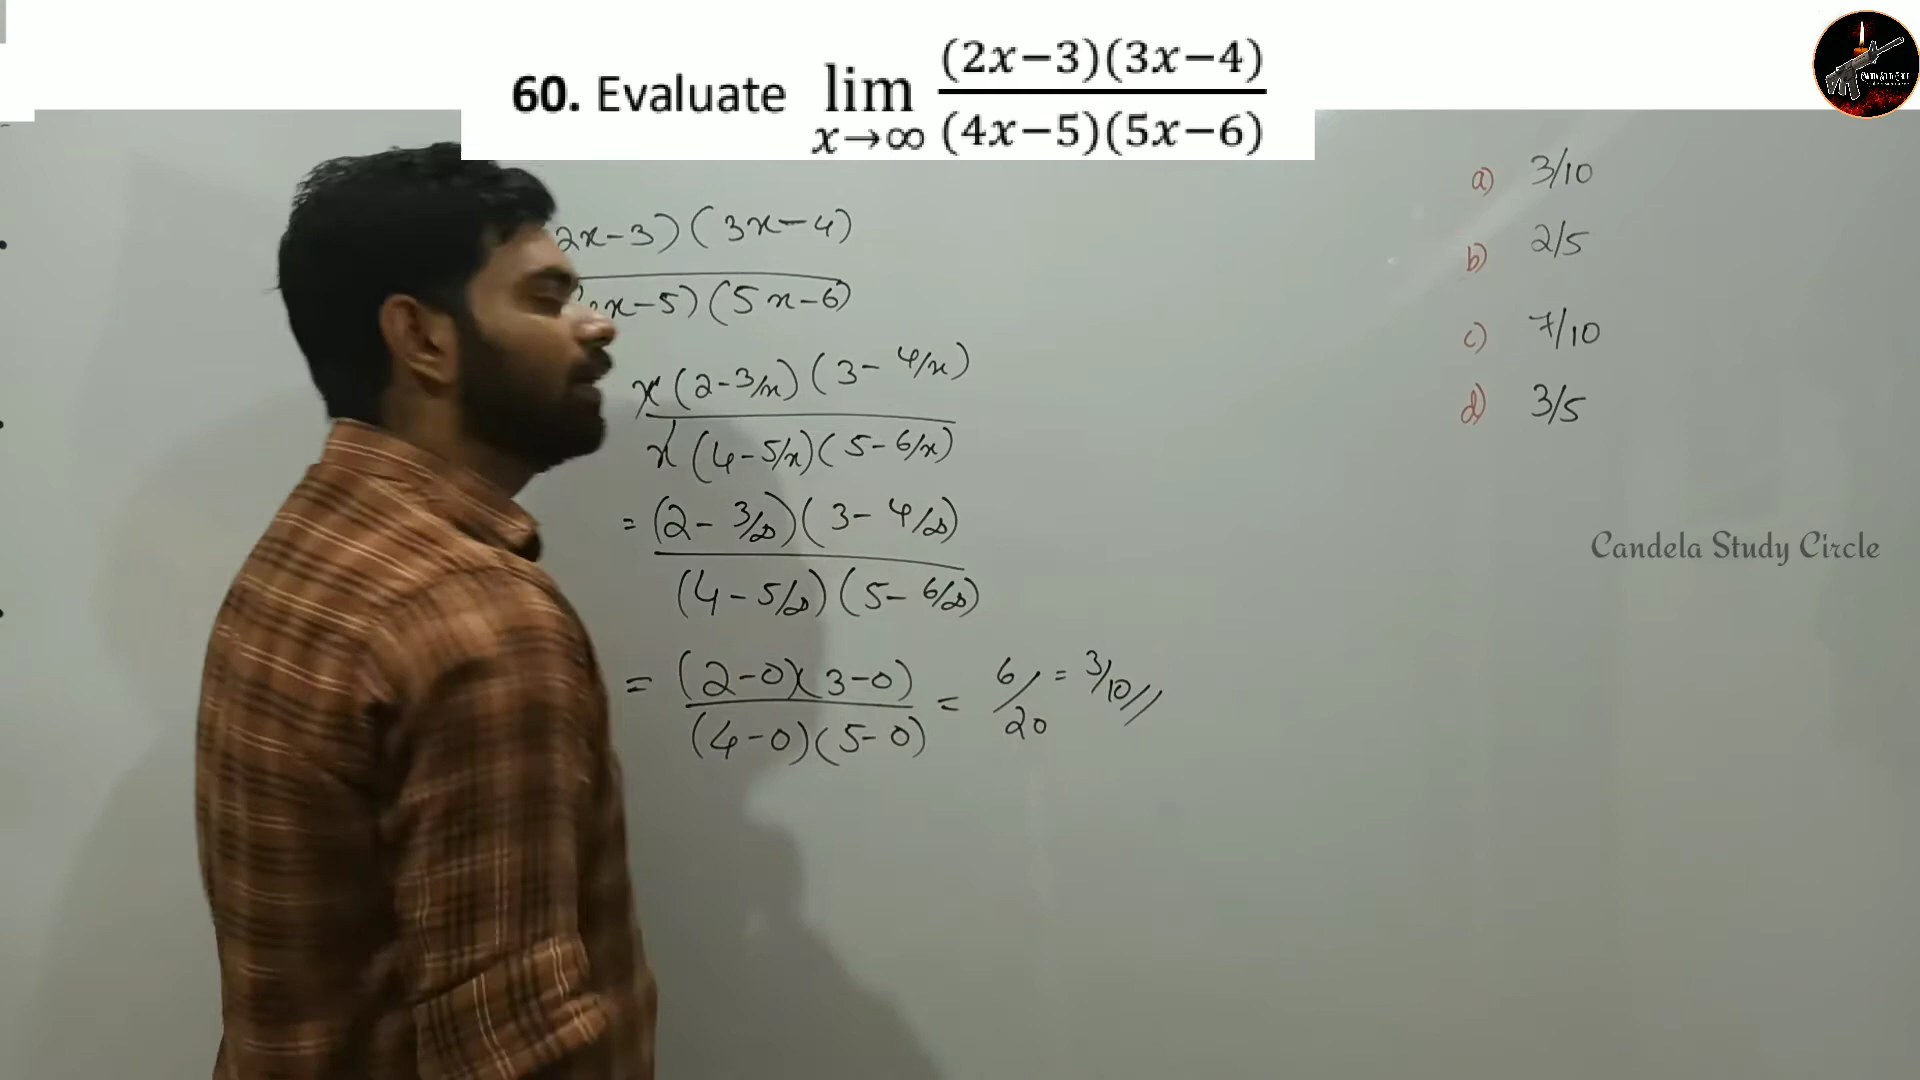 60. Evaluate lim x→∞ (2x−3)(3x−4) / (4x−5)(5x−6)
2x-3)(3x-4)
x-5)(5x-6)
x(2-3/x)(3-4/x)
x(4-5/x)(5-6/x)
= (2-3/∞)(3-4/∞)
(4-5/∞)(5-6/∞)
= (2-0)(3-0) / (4-0)(5-0) = 6/20 = 3/10//
a) 3/10
b) 2/5
c) 7/10
d) 3/5
Candela Study Circle